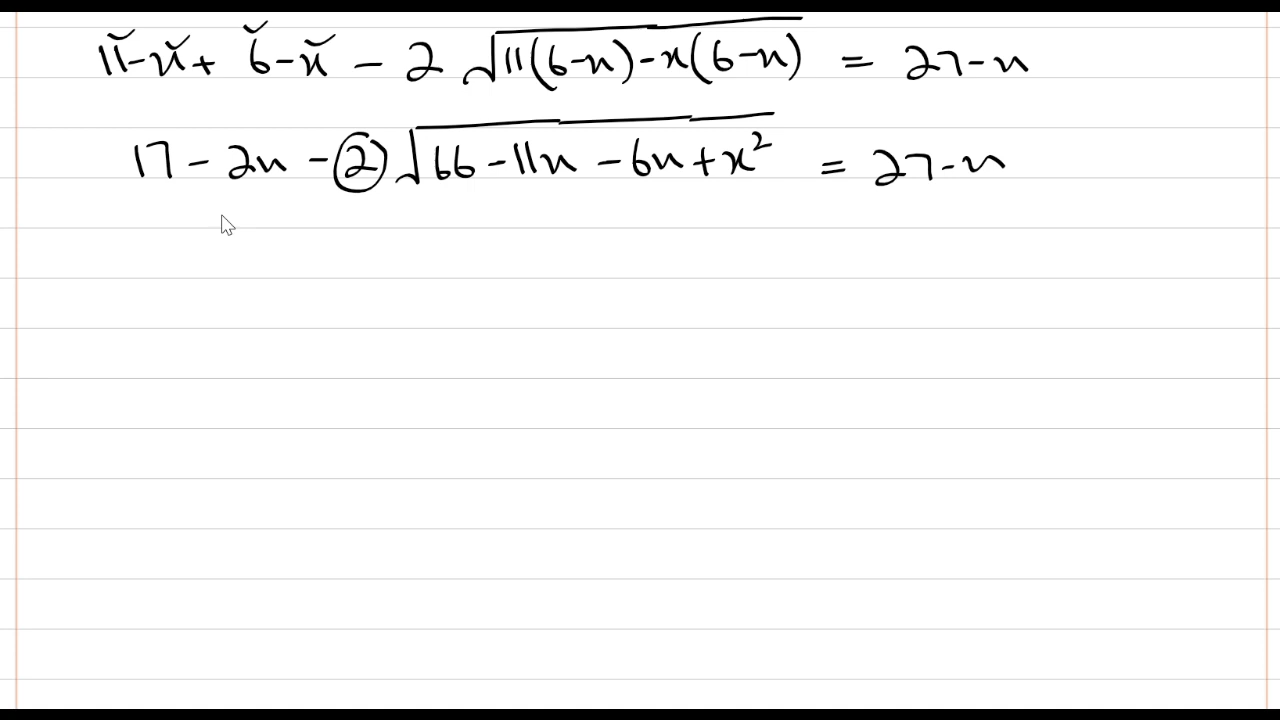 11-x + 6-x - 2 √11(6-x)-x(6-x) = 27-x
17 - 2x - 2 √66 - 11x - 6x + x² = 27-x